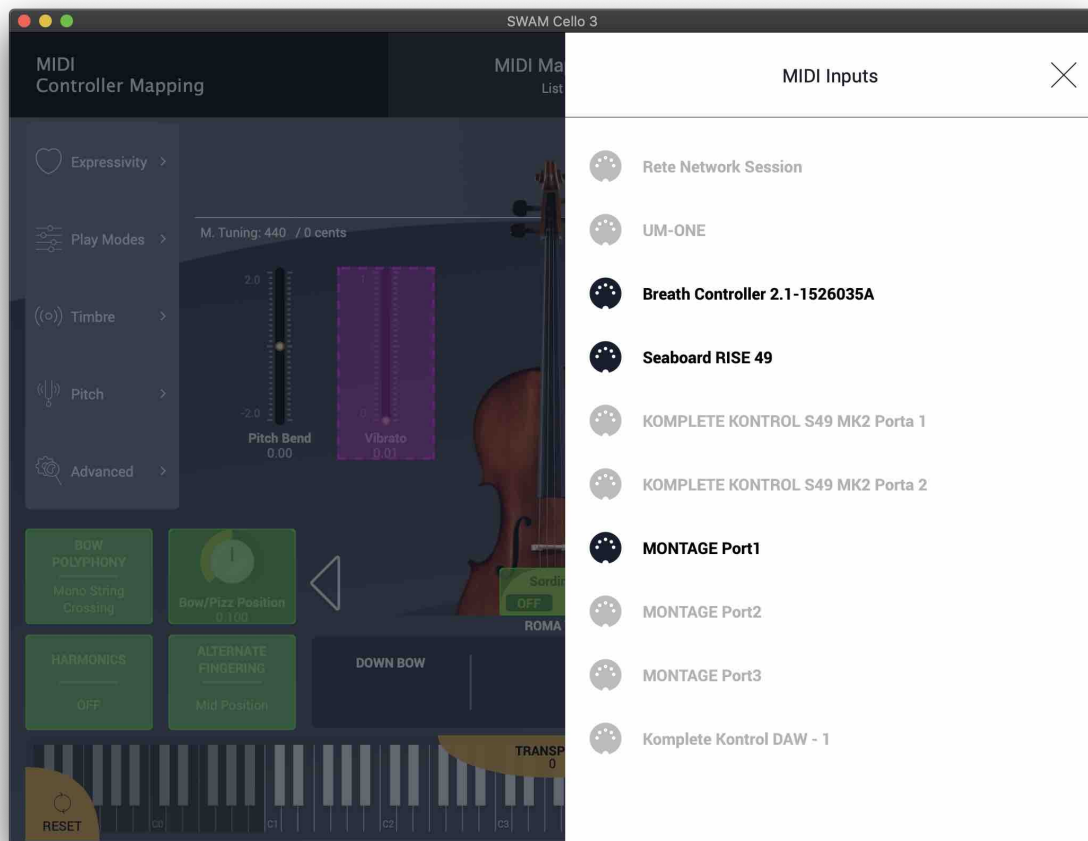 SWAM Cello 3
MIDI
Controller Mapping
MIDI Ma
List
Expressivity
Play Modes
Timbre
Pitch
Advanced
M. Tuning: 440 / 0 cents
2.0
-2.0
Pitch Bend
0.00
1
0
Vibrato
0.01
BOW
POLYPHONY
Mono String
Crossing
Bow/Pizz Position
0.100
HARMONICS
OFF
ALTERNATE
FINGERING
Mid Position
Sordin
OFF
ROMA
DOWN BOW
TRANSP
0
RESET
C0
C1
C2
C3
MIDI Inputs
Rete Network Session
UM-ONE
Breath Controller 2.1-1526035A
Seaboard RISE 49
KOMPLETE KONTROL S49 MK2 Porta 1
KOMPLETE KONTROL S49 MK2 Porta 2
MONTAGE Port1
MONTAGE Port2
MONTAGE Port3
Komplete Kontrol DAW - 1